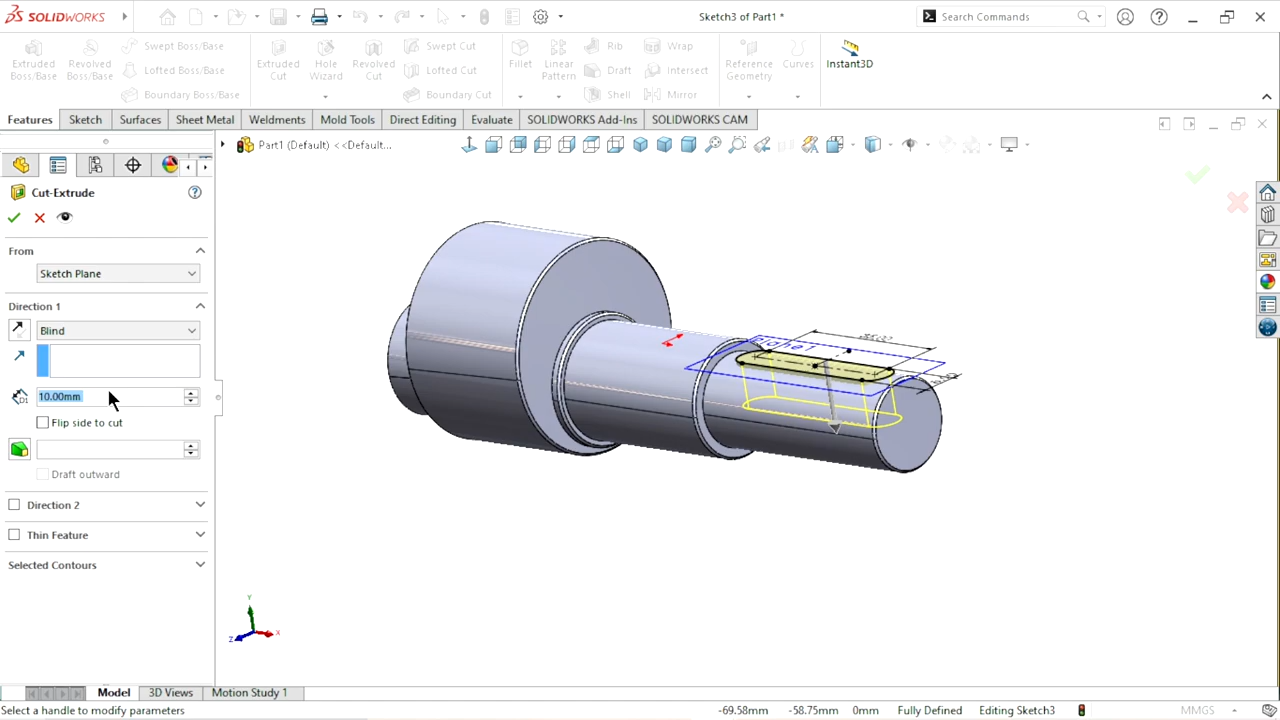 SOLIDWORKS
Sketch3 of Part1 *
Search Commands
Extruded Boss/Base
Revolved Boss/Base
Swept Boss/Base
Lofted Boss/Base
Boundary Boss/Base
Extruded Cut
Hole Wizard
Revolved Cut
Swept Cut
Lofted Cut
Boundary Cut
Fillet
Linear Pattern
Rib
Draft
Shell
Wrap
Intersect
Mirror
Reference Geometry
Curves
Instant3D
Features
Sketch
Surfaces
Sheet Metal
Weldments
Mold Tools
Direct Editing
Evaluate
SOLIDWORKS Add-Ins
SOLIDWORKS CAM
Part1 (Default) <<Default...
Cut-Extrude
From
Sketch Plane
Direction 1
Blind
10.00mm
Flip side to cut
Draft outward
Direction 2
Thin Feature
Selected Contours
Plane1
Y
Z
X
Model
3D Views
Motion Study 1
Select a handle to modify parameters
-69.58mm
-58.75mm
0mm
Fully Defined
Editing Sketch3
MMGS